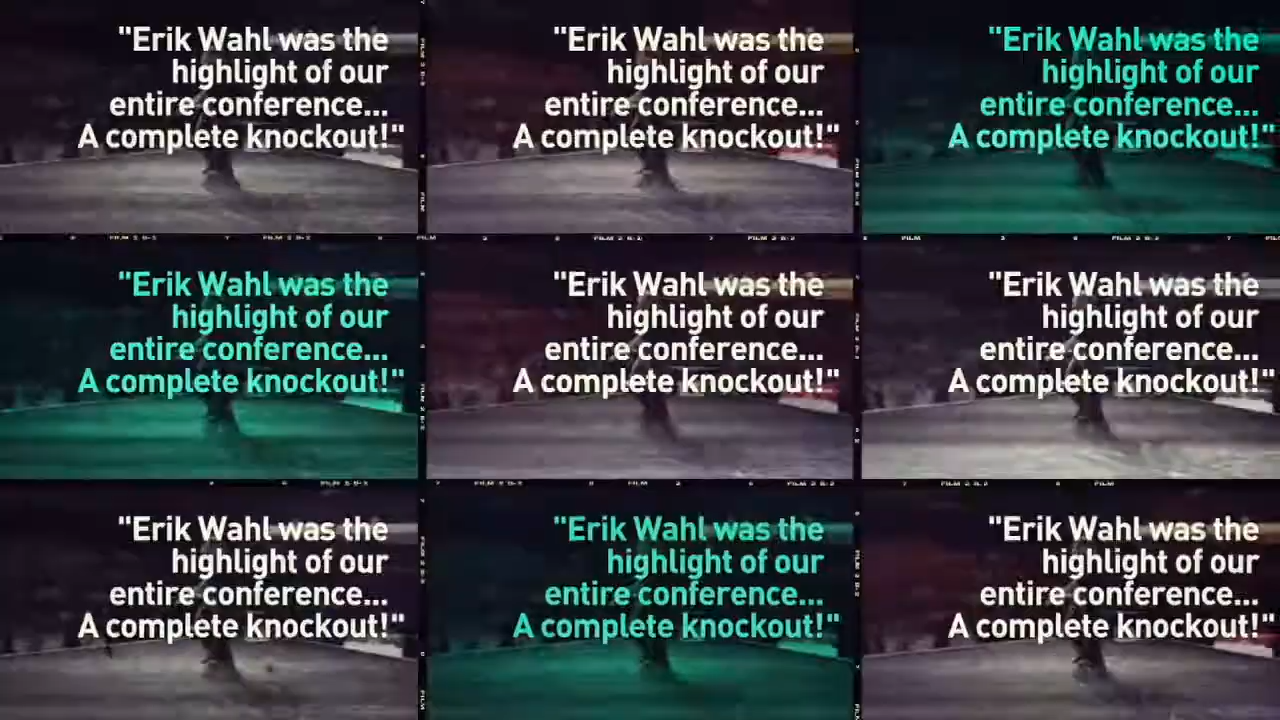 "Erik Wahl was the
highlight of our
entire conference...
A complete knockout!"
"Erik Wahl was the
highlight of our
entire conference...
A complete knockout!"
"Erik Wahl was the
highlight of our
entire conference...
A complete knockout!"
"Erik Wahl was the
highlight of our
entire conference...
A complete knockout!"
"Erik Wahl was the
highlight of our
entire conference...
A complete knockout!"
"Erik Wahl was the
highlight of our
entire conference...
A complete knockout!"
"Erik Wahl was the
highlight of our
entire conference...
A complete knockout!"
"Erik Wahl was the
highlight of our
entire conference...
A complete knockout!"
"Erik Wahl was the
highlight of our
entire conference...
A complete knockout!"